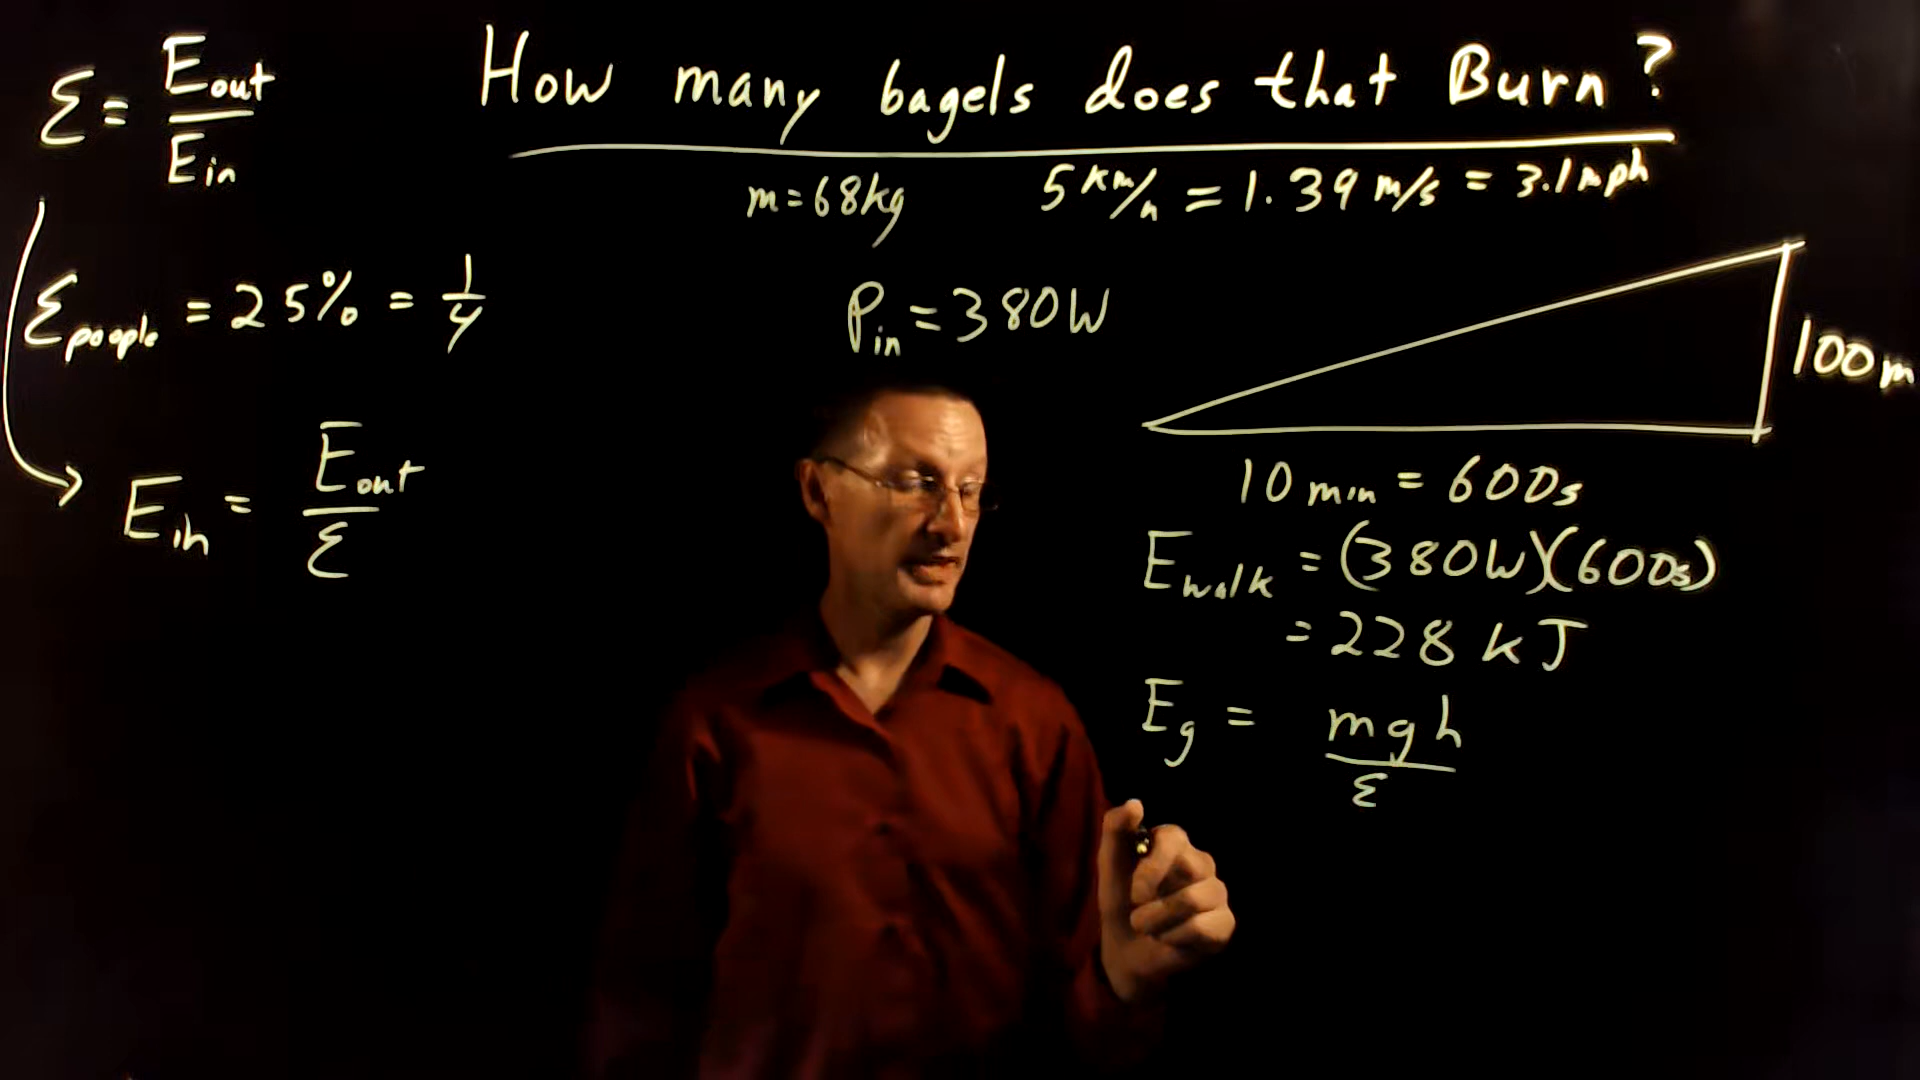 How many bagels does that Burn?
ℰ = Eout / Ein
m = 68kg
5 km/h = 1.39 m/s = 3.1 mph
ℰpeople = 25% = 1/4
Pin = 380W
100m
Ein = Eout / ℰ
10 min = 600s
Ewalk = (380W)(600s)
= 228 kJ
Eg = mgh / ε